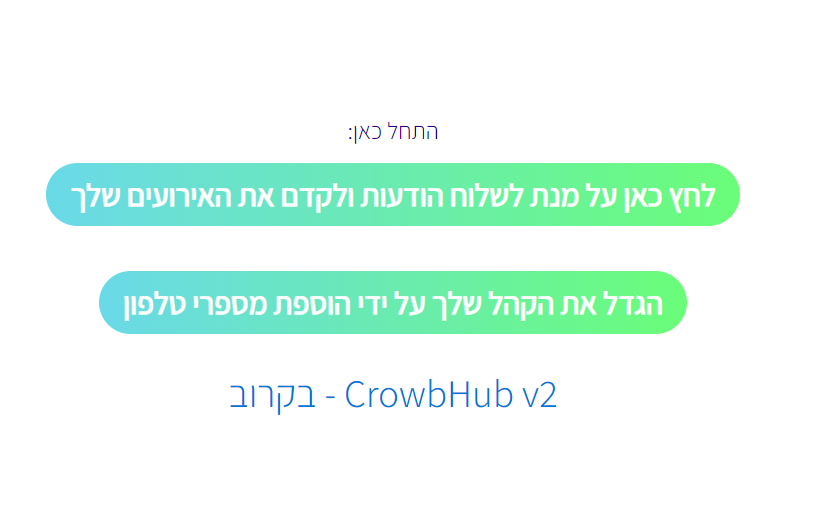 התחל כאן:
לחץ כאן על מנת לשלוח הודעות ולקדם את האירועים שלך
הגדל את הקהל שלך על ידי הוספת מספרי טלפון
CrowbHub v2 - בקרוב